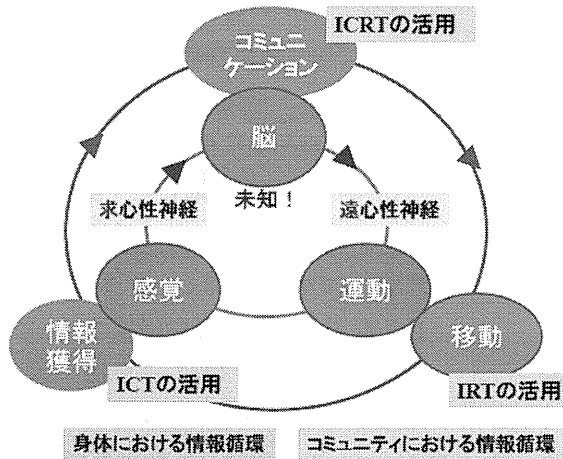 ICRTの活用
コミュニ
ケーション
脳
未知！
求心性神経
遠心性神経
感覚
運動
情報
獲得
移動
ICTの活用
IRTの活用
身体における情報循環
コミュニティにおける情報循環